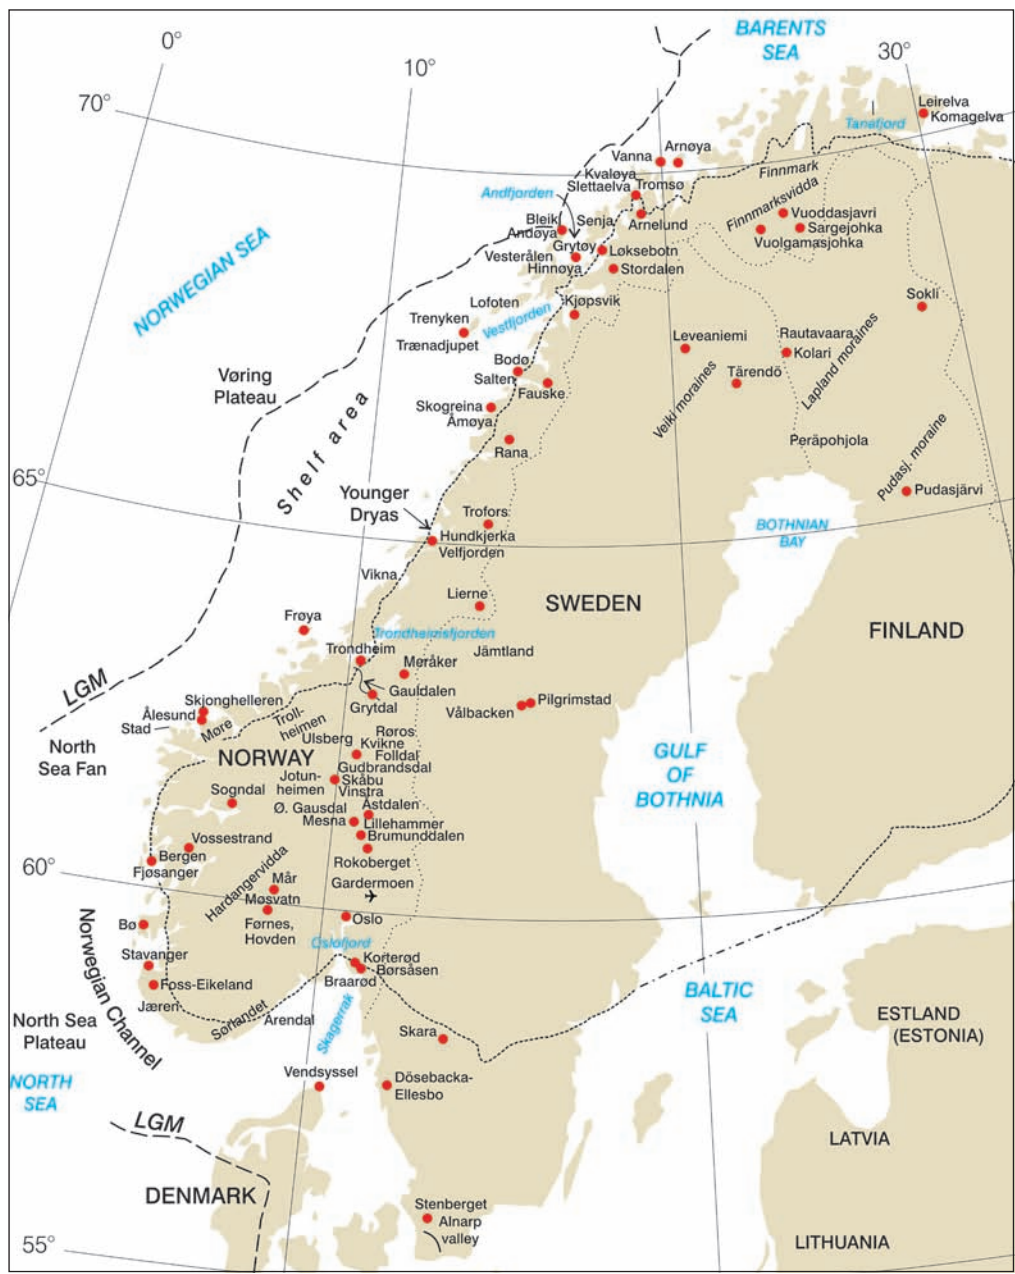 BARENTS
SEA
0°
10°
30°
70°
Leirelva
Komagelva
Tanafjord
Arnøya
Vanna
Finnmark
Kvaløya
Slettaelva
Tromsø
Andfjorden
Finnmarksvidda
Vuoddasjavri
Sargejohka
Vuolgamasjohka
Bleik
Andøya
Senja
Arnelund
Grytøy
Løksebotn
Vesterålen
Hinnøya
Stordalen
NORWEGIAN SEA
Sokli
Lofoten
Kjøpsvik
Trenyken
Vestfjorden
Trænadjupet
Leveaniemi
Rautavaara
Kolari
Lapland moraines
Bodø
Tärendö
Salten
Fauske
Veiki moraines
Vøring
Plateau
Skogreina
Åmøya
Shelf area
Rana
Peräpohjola
Pudasj. moraine
65°
Younger
Dryas
Pudasjärvi
Trofors
Hundkjerka
Velfjorden
BOTHNIAN
BAY
Vikna
Lierne
SWEDEN
Frøya
FINLAND
Trondheimsfjorden
Trondheim
Jämtland
Meråker
LGM
Gauldalen
Grytdal
Pilgrimstad
Vålbacken
Skjonghelleren
Ålesund
Stad
Møre
Troll-
heimen
North
Sea Fan
NORWAY
Ulsberg
Røros
Kvikne
Folldal
Gudbrandsdal
GULF
OF
BOTHNIA
Jotun-
heimen
Skåbu
Vinstra
Sogndal
Ø. Gausdal
Åstdalen
Mesna
Lillehammer
Brumunddalen
Vossestrand
Bergen
Fjøsanger
Rokoberget
60°
Hardangervidda
Mår
Gardermoen
Møsvatn
Førnes,
Hovden
Oslo
Bø
Oslofjord
Norwegian Channel
Stavanger
Korterød
Børsåsen
Braarød
Foss-Eikeland
BALTIC
SEA
Jæren
Sørlandet
Arendal
Skagerrak
North Sea
Plateau
ESTLAND
(ESTONIA)
Skara
NORTH
SEA
Vendsyssel
Dösebacka-
Ellesbo
LGM
LATVIA
DENMARK
Stenberget
Alnarp
valley
55°
LITHUANIA